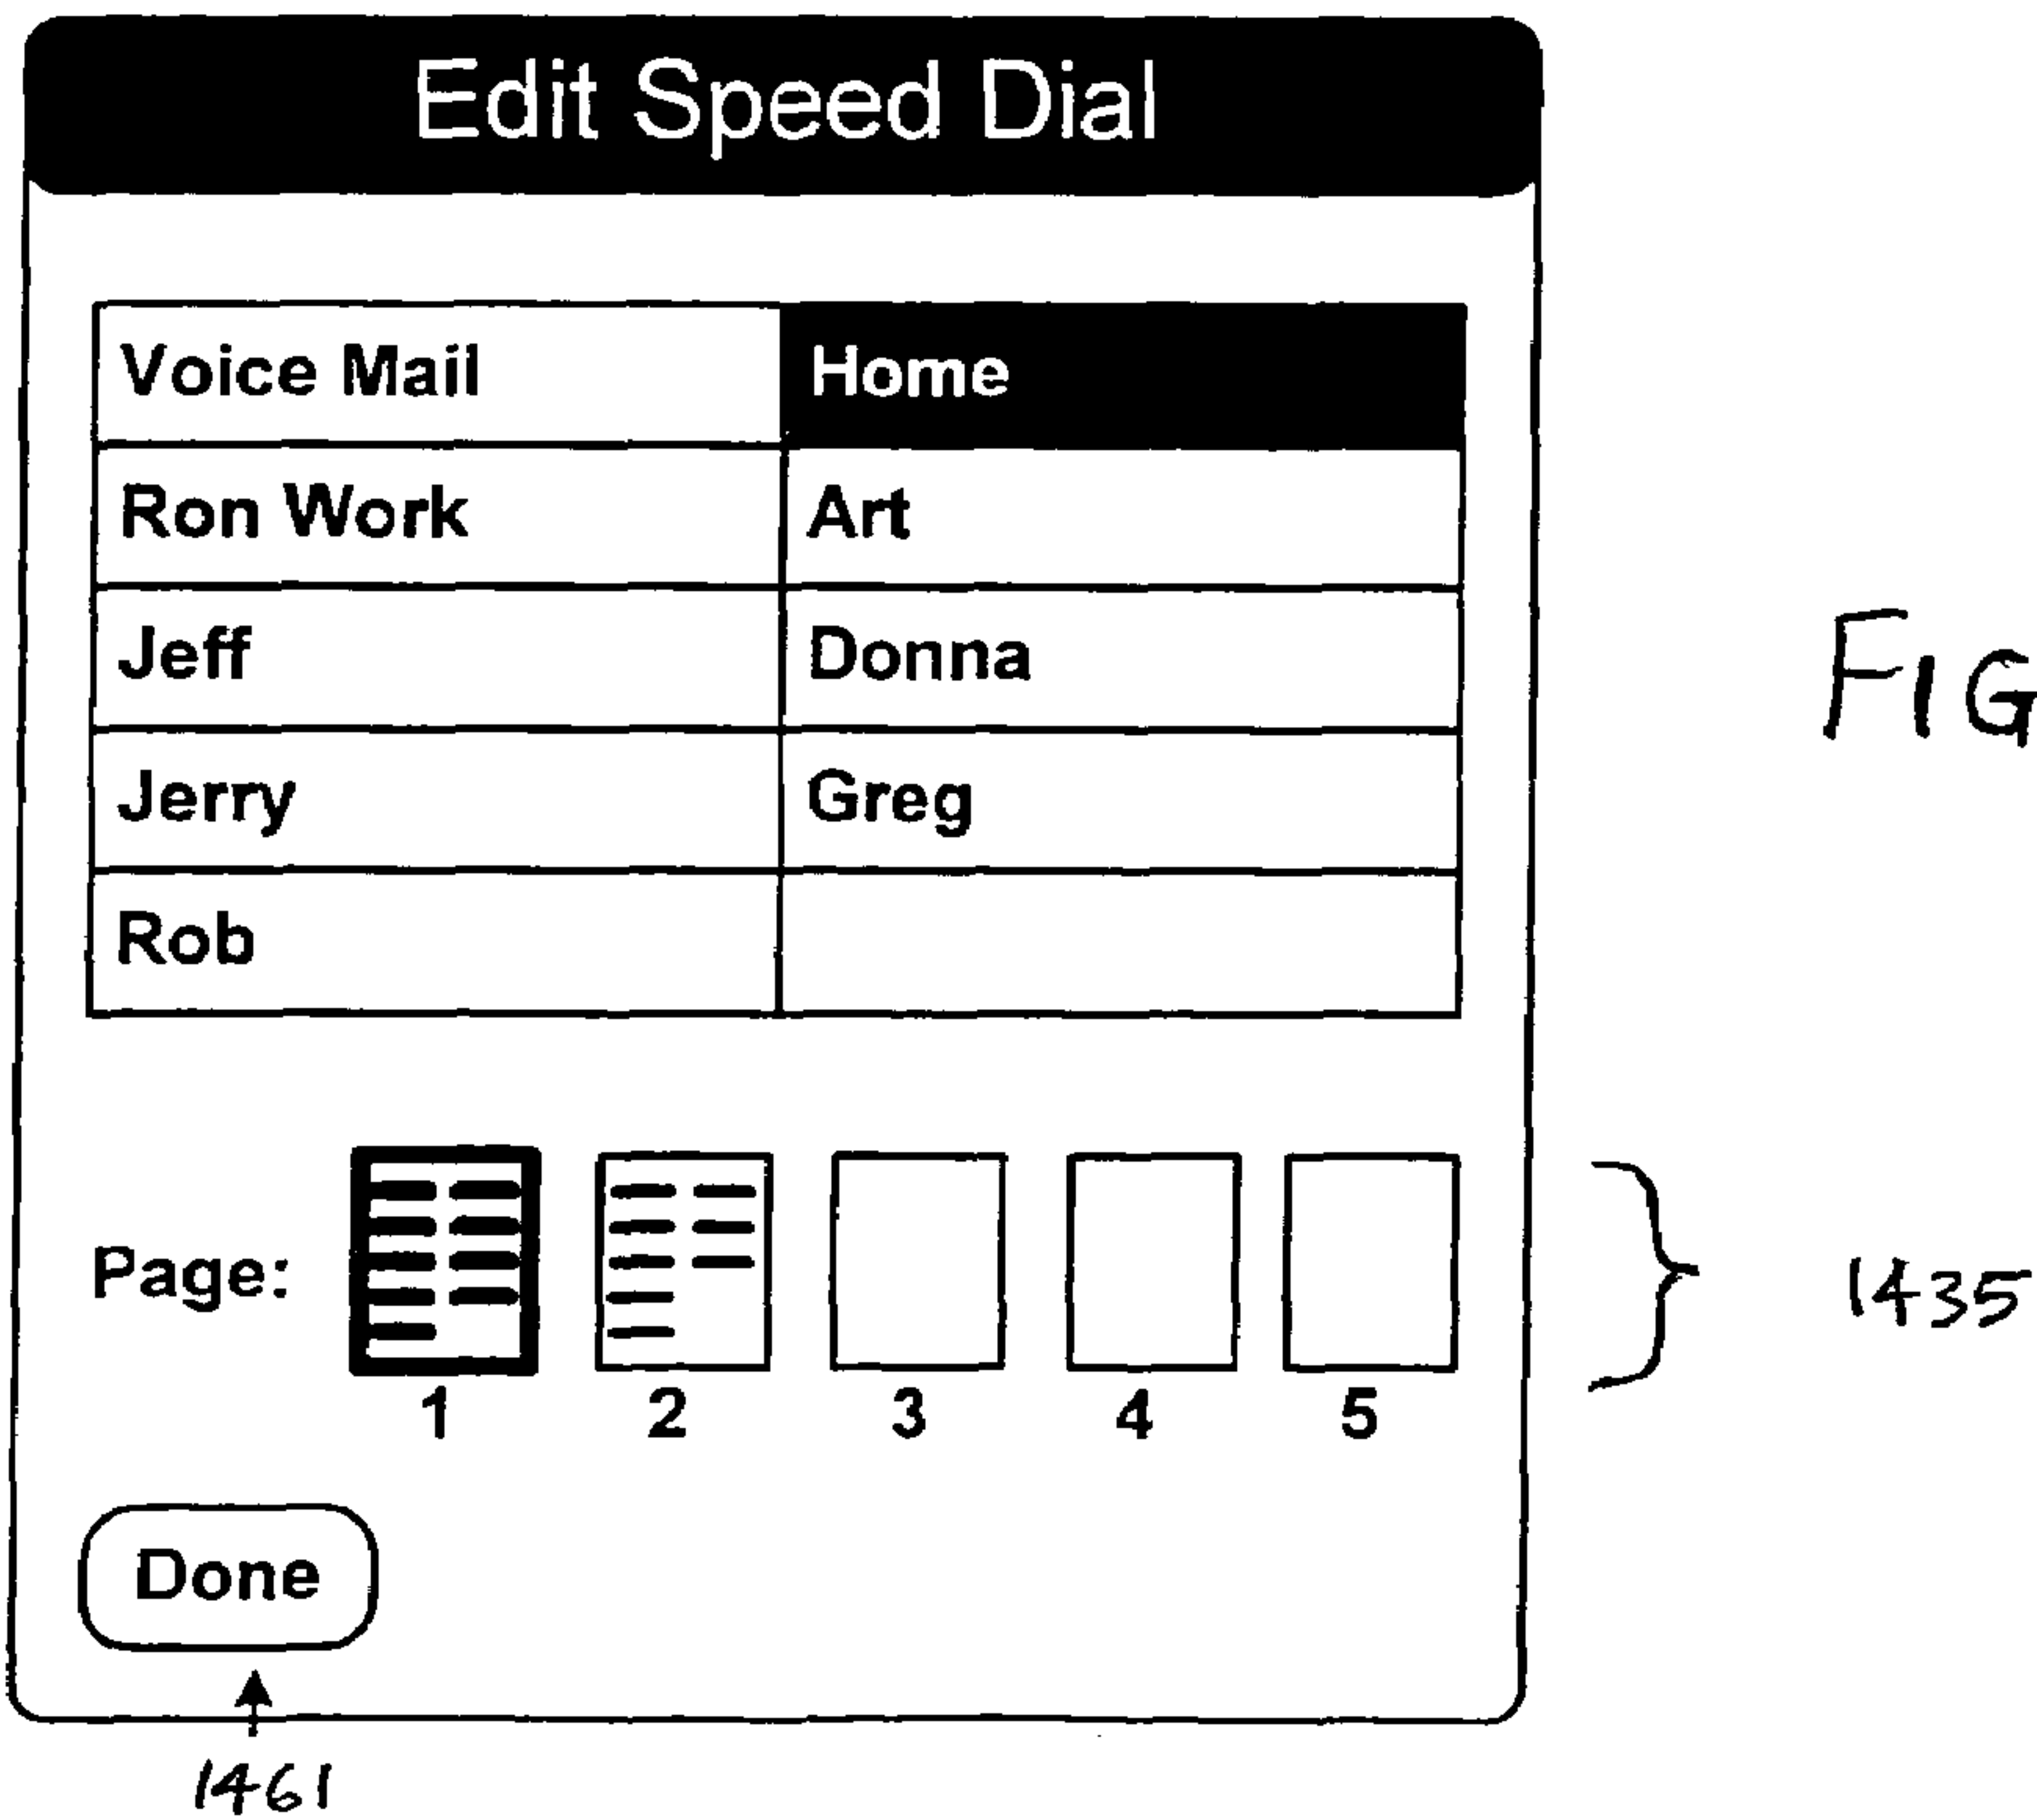 Edit Speed Dial
Voice Mail Home
Ron Work Art
Jeff Donna
Jerry Greg
Rob
FIG
Page:
1435
1 2 3 4 5
Done
1461